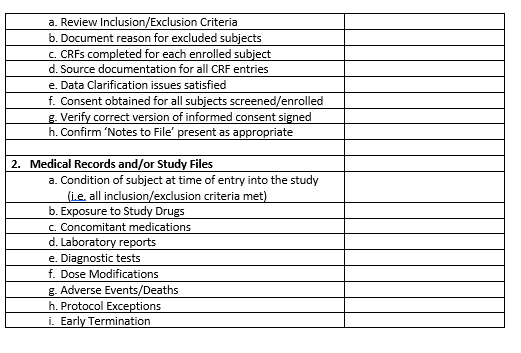 a. Review Inclusion/Exclusion Criteria
b. Document reason for excluded subjects
c. CRFs completed for each enrolled subject
d. Source documentation for all CRF entries
e. Data Clarification issues satisfied
f. Consent obtained for all subjects screened/enrolled
g. Verify correct version of informed consent signed
h. Confirm ‘Notes to File’ present as appropriate
2. Medical Records and/or Study Files
a. Condition of subject at time of entry into the study
(i.e. all inclusion/exclusion criteria met)
b. Exposure to Study Drugs
c. Concomitant medications
d. Laboratory reports
e. Diagnostic tests
f. Dose Modifications
g. Adverse Events/Deaths
h. Protocol Exceptions
i. Early Termination